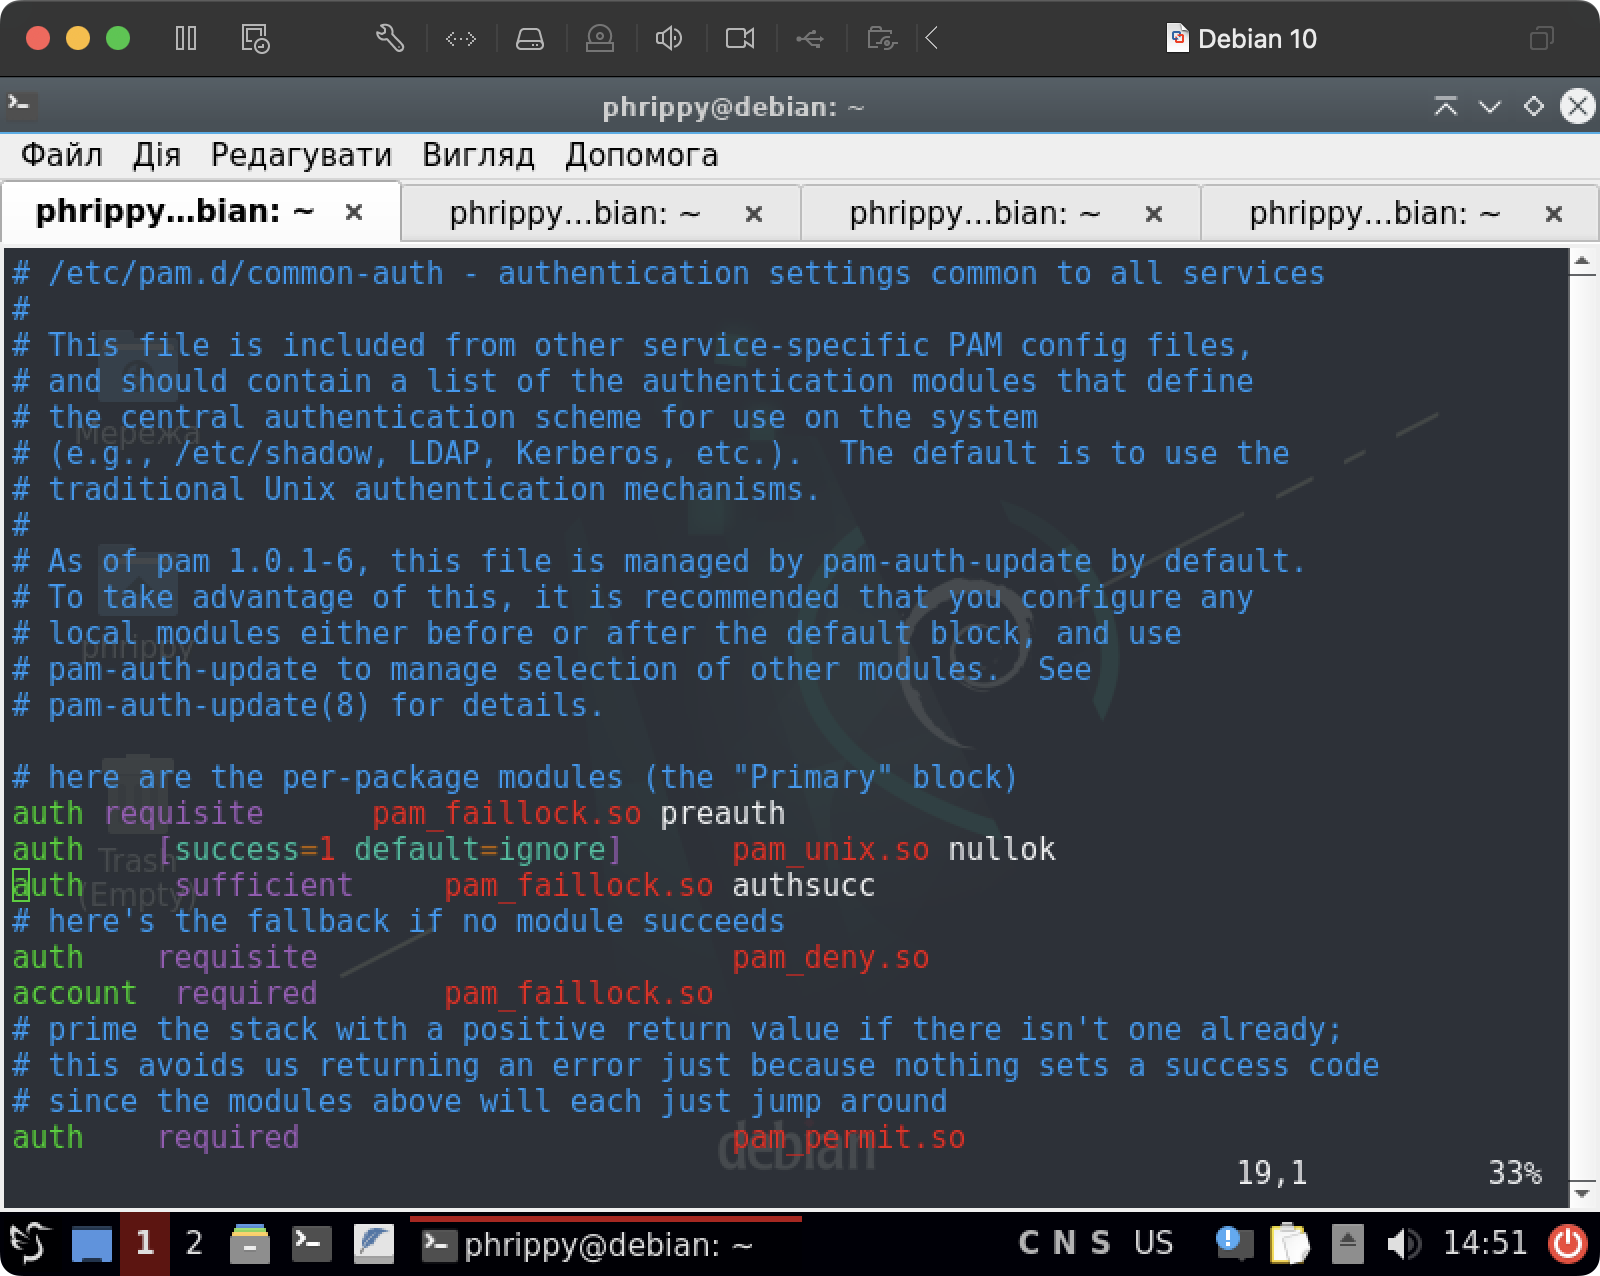 Debian 10
phrippy@debian: ~
Файл Дія Редагувати Вигляд Допомога
phrippy...bian: ~ × phrippy...bian: ~ × phrippy...bian: ~ × phrippy...bian: ~ ×
# /etc/pam.d/common-auth - authentication settings common to all services
#
# This file is included from other service-specific PAM config files,
# and should contain a list of the authentication modules that define
# the central authentication scheme for use on the system
Мережа
# (e.g., /etc/shadow, LDAP, Kerberos, etc.).  The default is to use the
# traditional Unix authentication mechanisms.
#
# As of pam 1.0.1-6, this file is managed by pam-auth-update by default.
# To take advantage of this, it is recommended that you configure any
# local modules either before or after the default block, and use
phrippy
# pam-auth-update to manage selection of other modules.  See
# pam-auth-update(8) for details.
# here are the per-package modules (the "Primary" block)
auth requisite      pam_faillock.so preauth
auth    [success=1 default=ignore]      pam_unix.so nullok
Trash
auth     sufficient     pam_faillock.so authsucc
(Empty)
# here's the fallback if no module succeeds
auth    requisite                       pam_deny.so
account  required       pam_faillock.so
# prime the stack with a positive return value if there isn't one already;
# this avoids us returning an error just because nothing sets a success code
# since the modules above will each just jump around
auth    required                        pam_permit.so
debian
19,1 33%
1 2 phrippy@debian: ~ C N S US 14:51